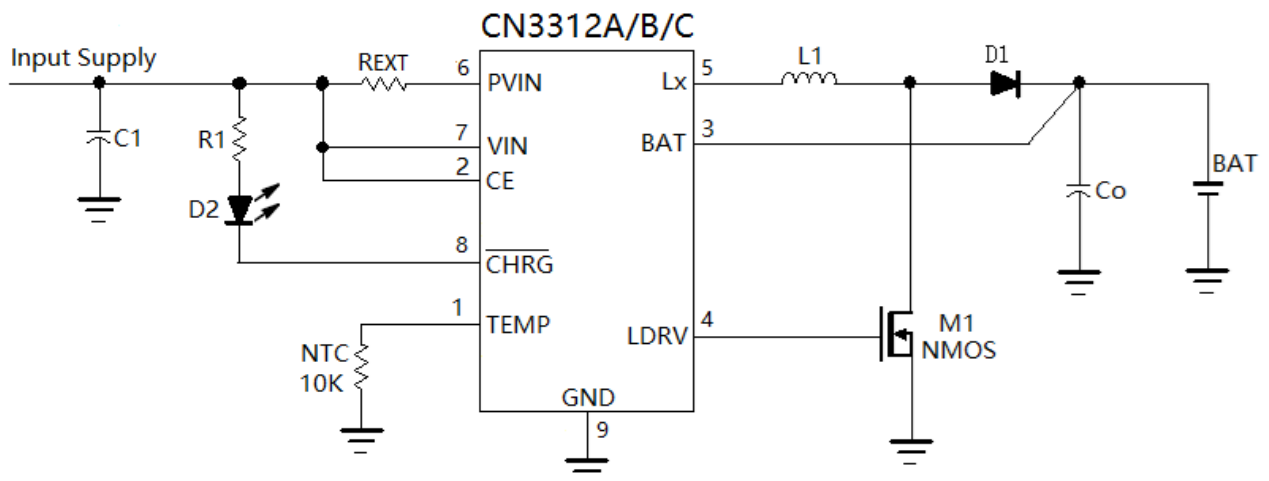 CN3312A/B/C
Input Supply
REXT
6
PVIN
Lx
5
L1
D1
C1
R1
7
VIN
BAT
3
2
CE
BAT
D2
Co
8
CHRG
1
TEMP
LDRV
4
M1
NMOS
NTC
10K
GND
9